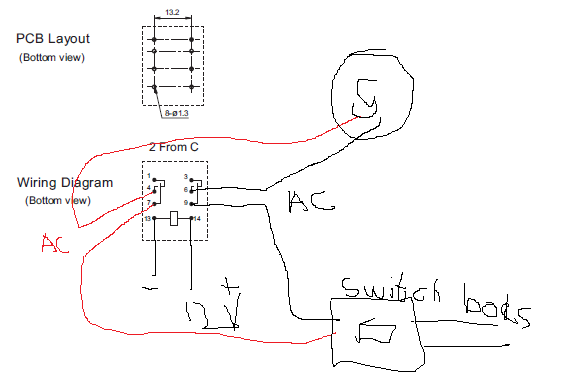 13.2
PCB Layout
(Bottom view)
8-ø1.3
2 From C
1 3
Wiring Diagram
4 6
(Bottom view)
7 9
AC
13 14
AC
- +
12V
switch